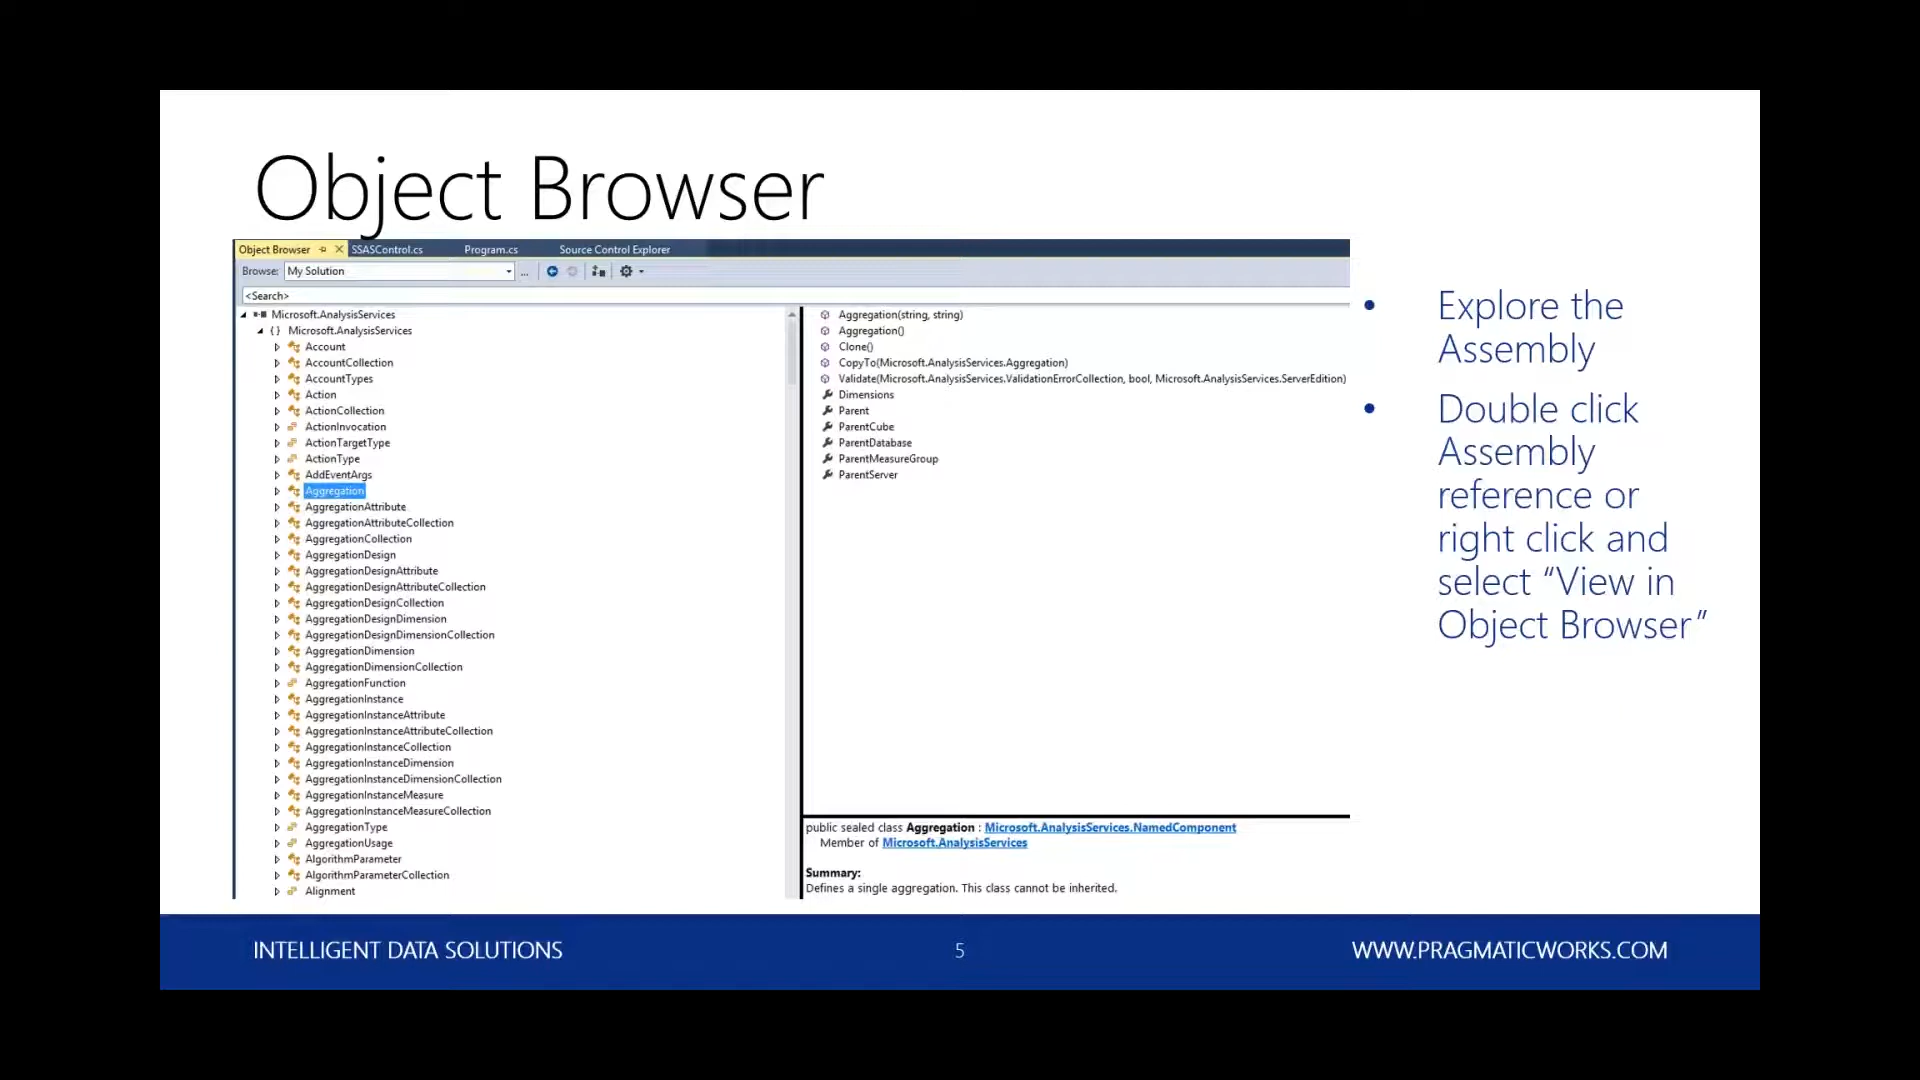 Object Browser
Object Browser SSASControl.cs Program.cs Source Control Explorer
Browse: My Solution ...
<Search>
Microsoft.AnalysisServices
{ } Microsoft.AnalysisServices
Account
AccountCollection
AccountTypes
Action
ActionCollection
ActionInvocation
ActionTargetType
ActionType
AddEventArgs
Aggregation
AggregationAttribute
AggregationAttributeCollection
AggregationCollection
AggregationDesign
AggregationDesignAttribute
AggregationDesignAttributeCollection
AggregationDesignCollection
AggregationDesignDimension
AggregationDesignDimensionCollection
AggregationDimension
AggregationDimensionCollection
AggregationFunction
AggregationInstance
AggregationInstanceAttribute
AggregationInstanceAttributeCollection
AggregationInstanceCollection
AggregationInstanceDimension
AggregationInstanceDimensionCollection
AggregationInstanceMeasure
AggregationInstanceMeasureCollection
AggregationType
AggregationUsage
AlgorithmParameter
AlgorithmParameterCollection
Alignment
Aggregation(string, string)
Aggregation()
Clone()
CopyTo(Microsoft.AnalysisServices.Aggregation)
Validate(Microsoft.AnalysisServices.ValidationErrorCollection, bool, Microsoft.AnalysisServices.ServerEdition)
Dimensions
Parent
ParentCube
ParentDatabase
ParentMeasureGroup
ParentServer
public sealed class Aggregation : Microsoft.AnalysisServices.NamedComponent
Member of Microsoft.AnalysisServices
Summary:
Defines a single aggregation. This class cannot be inherited.
• Explore the
Assembly
• Double click
Assembly
reference or
right click and
select “View in
Object Browser”
INTELLIGENT DATA SOLUTIONS
5
WWW.PRAGMATICWORKS.COM